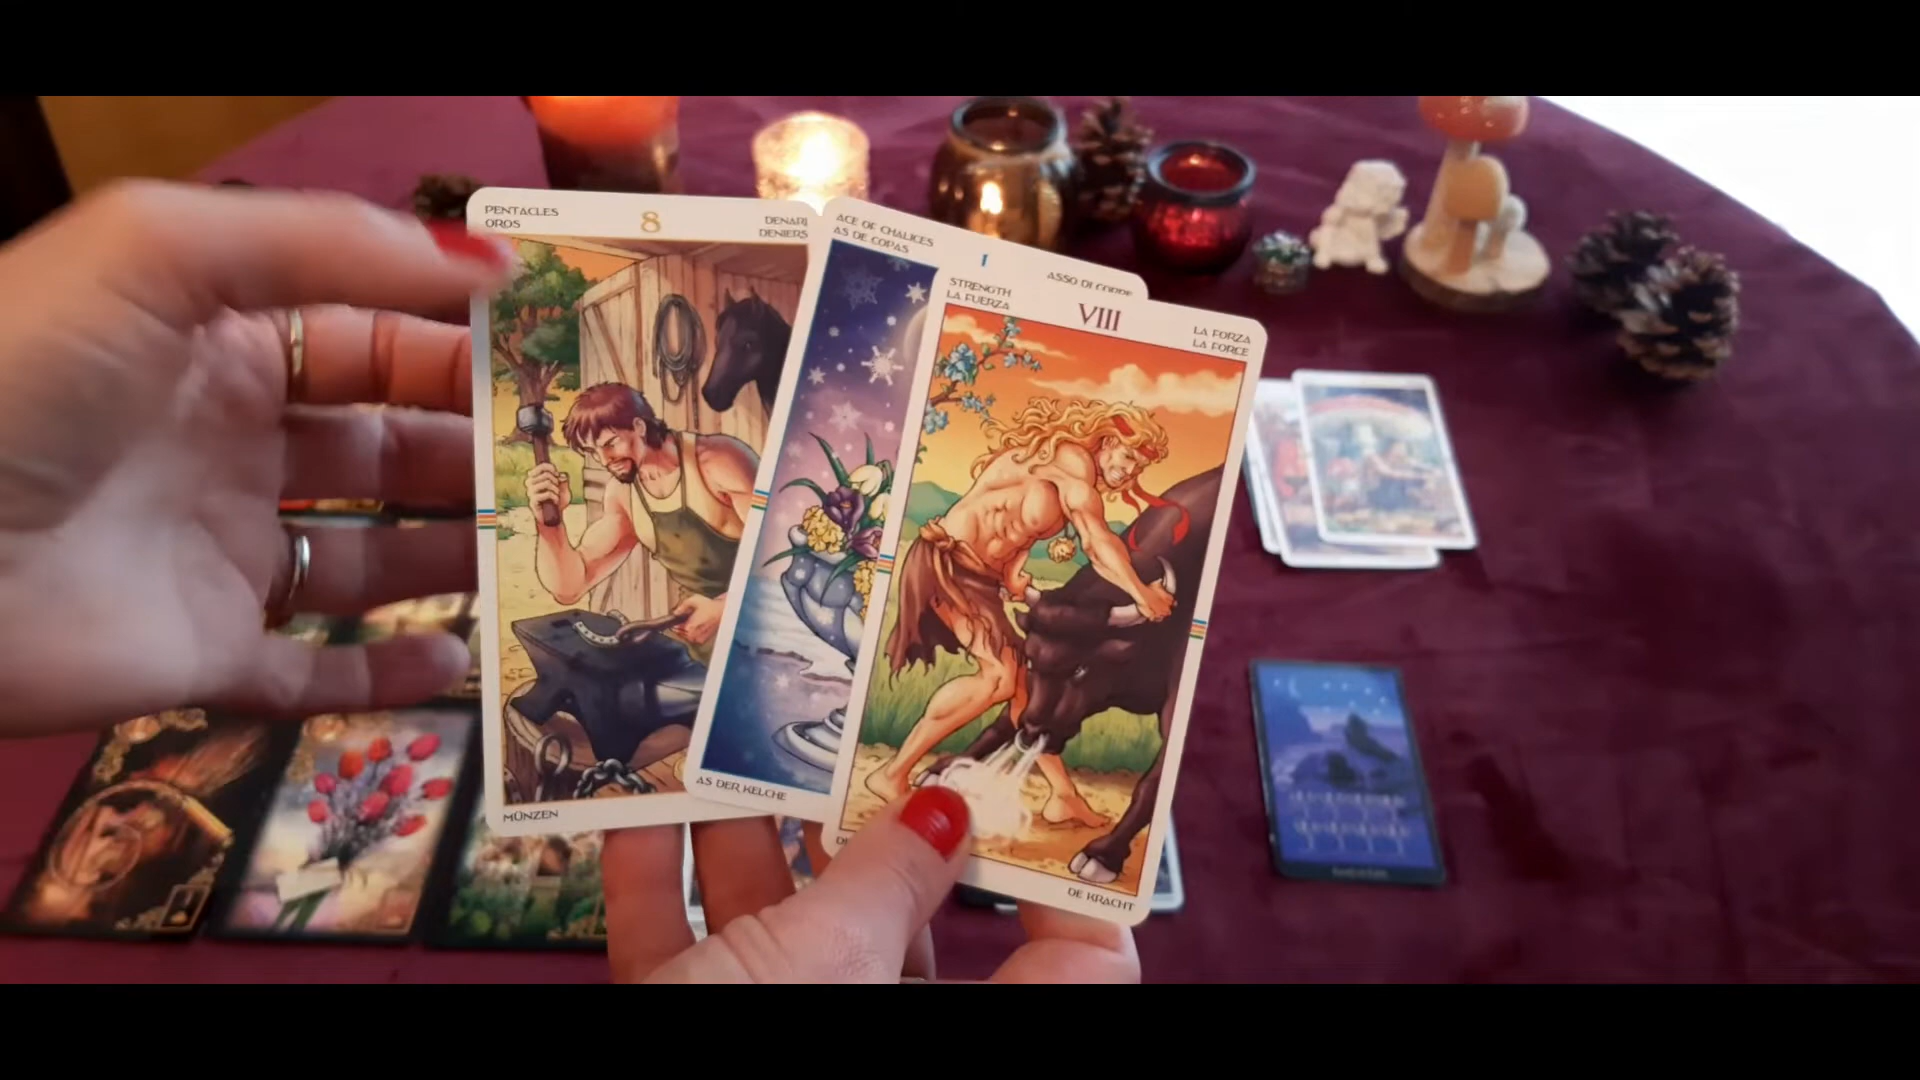 PENTACLES
OROS
8
DENARI
DENIERS
MÜNZEN
ACE OF CHALICES
AS DE COPAS
I
ASSO DI COPPE
AS DER KELCHE
STRENGTH
LA FUERZA
VIII
LA FORZA
LA FORCE
DE KRACHT